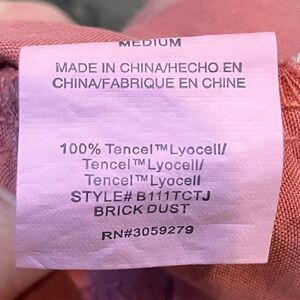 MEDIUM
MADE IN CHINA/HECHO EN
CHINA/FABRIQUE EN CHINE
100% Tencel™Lyocell/
Tencel™Lyocell/
Tencel™Lyocell
STYLE# B111TCTJ
BRICK DUST
RN#3059279